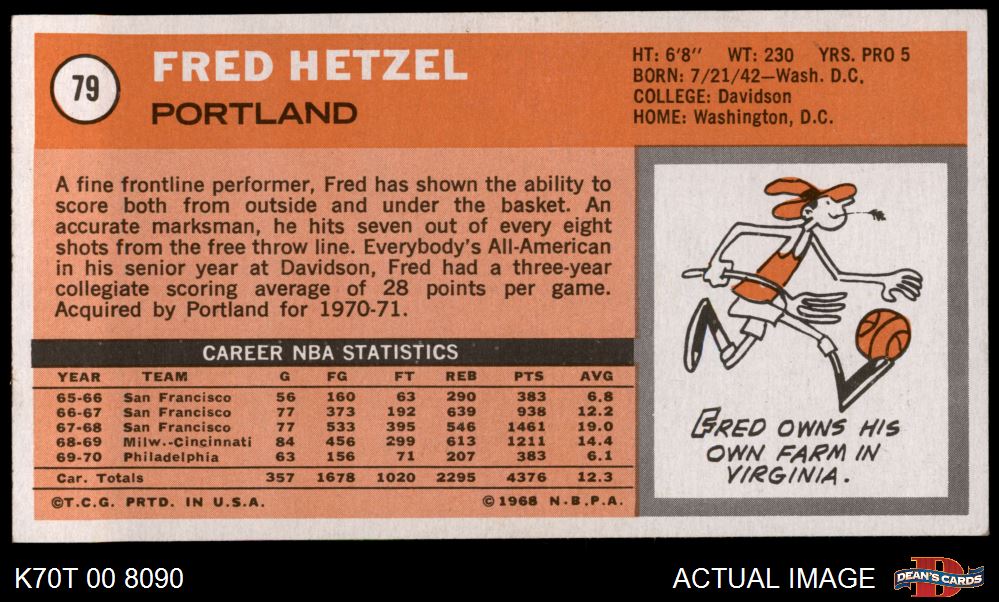 79
FRED HETZEL
PORTLAND
HT: 6'8" WT: 230 YRS. PRO 5
BORN: 7/21/42—Wash. D.C.
COLLEGE: Davidson
HOME: Washington, D.C.
A fine frontline performer, Fred has shown the ability to
score both from outside and under the basket. An
accurate marksman, he hits seven out of every eight
shots from the free throw line. Everybody's All-American
in his senior year at Davidson, Fred had a three-year
collegiate scoring average of 28 points per game.
Acquired by Portland for 1970-71.
CAREER NBA STATISTICS
YEAR TEAM G FG FT REB PTS AVG
65-66 San Francisco 56 160 63 290 383 6.8
66-67 San Francisco 77 373 192 639 938 12.2
67-68 San Francisco 77 533 395 546 1461 19.0
68-69 Milw.-Cincinnati 84 456 299 613 1211 14.4
69-70 Philadelphia 63 156 71 207 383 6.1
Car. Totals 357 1678 1020 2295 4376 12.3
©T.C.G. PRTD. IN U.S.A. ©1968 N.B.P.A.
FRED OWNS HIS
OWN FARM IN
VIRGINIA.
K70T 00 8090
ACTUAL IMAGE
DEAN'S CARDS